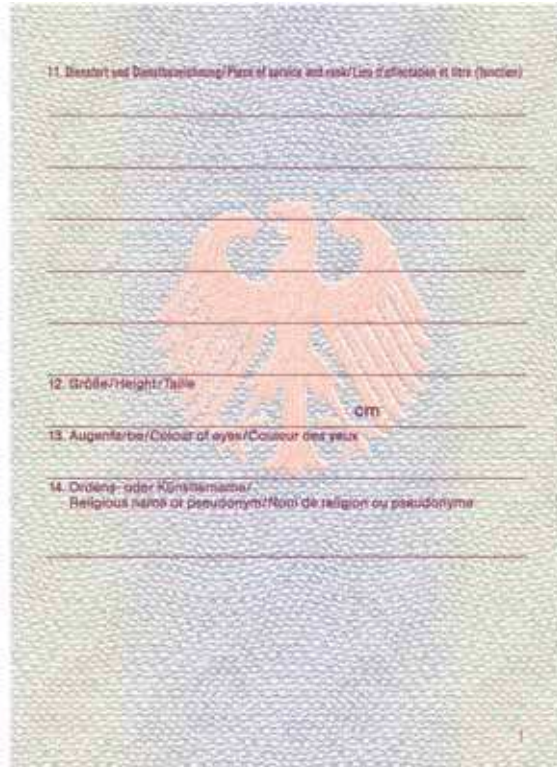 11. Dienstort und Dienstbezeichnung/Place of service and rank/Lieu d'affectation et titre (fonction)
12. Größe/Height/Taille
cm
13. Augenfarbe/Colour of eyes/Couleur des yeux
14. Ordens- oder Künstlername/
Religious name or pseudonym/Nom de religion ou pseudonyme
1